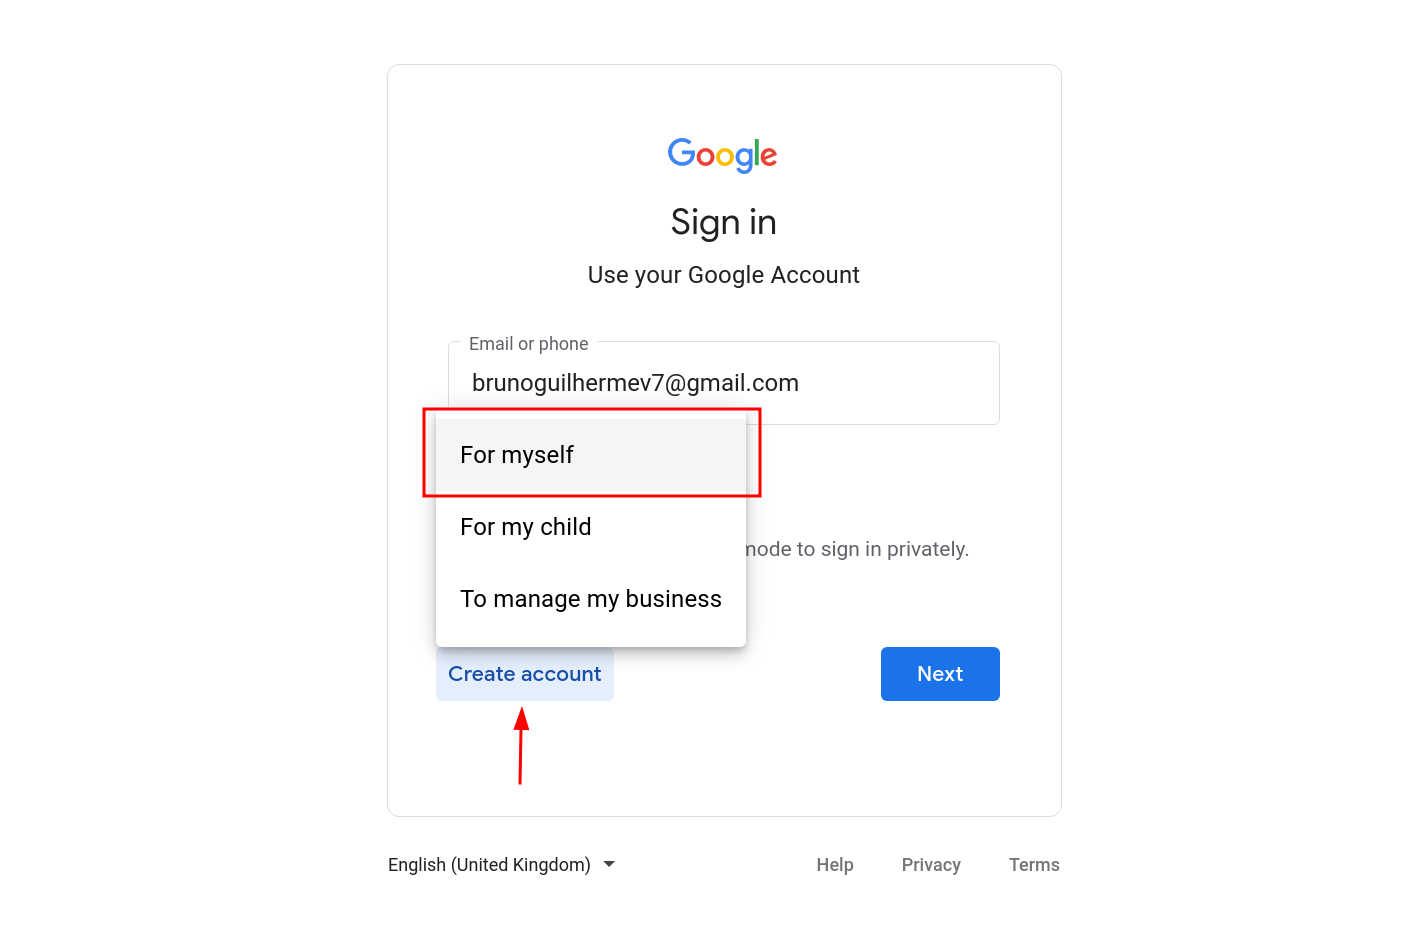 Google
Sign in
Use your Google Account
Email or phone
brunoguilhermev7@gmail.com
For myself
For my child
mode to sign in privately.
To manage my business
Create account
Next
English (United Kingdom)
Help
Privacy
Terms